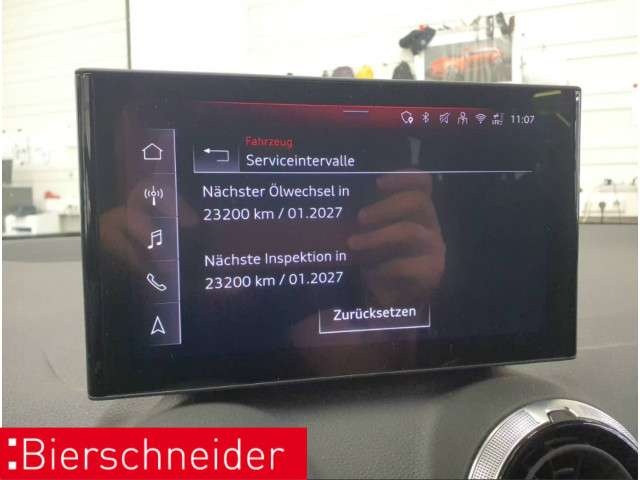 11:07
Fahrzeug
Serviceintervalle
Nächster Ölwechsel in
23200 km / 01.2027
Nächste Inspektion in
23200 km / 01.2027
Zurücksetzen
Bierschneider